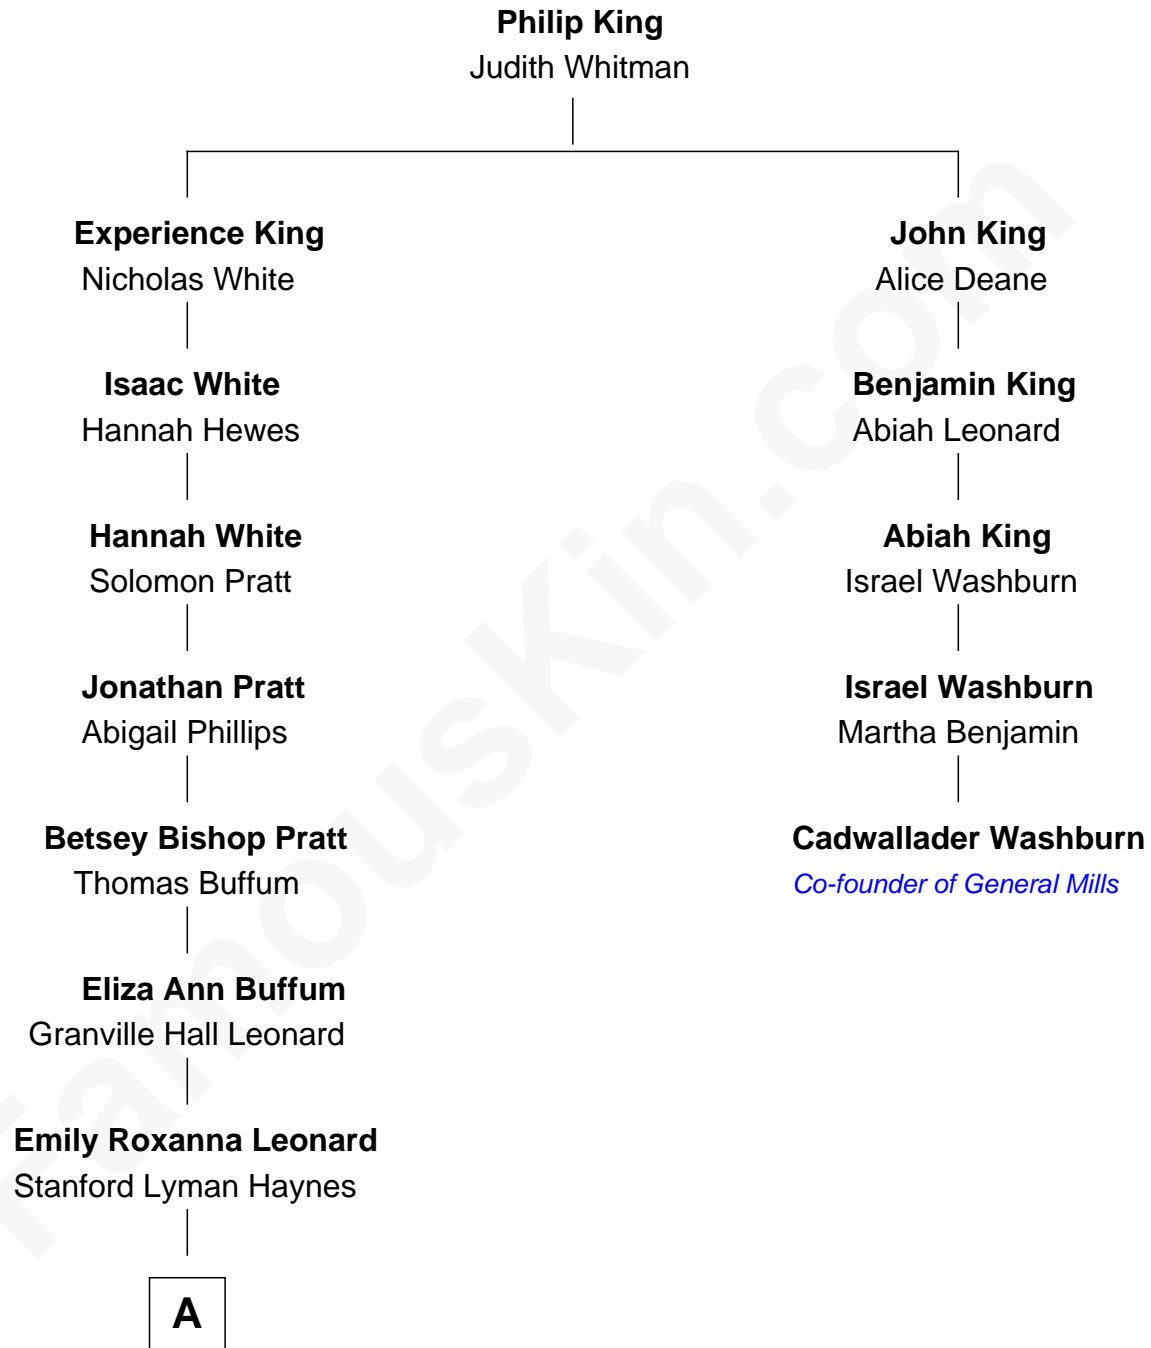 Philip King
Judith Whitman
Experience King
Nicholas White
John King
Alice Deane
Isaac White
Hannah Hewes
Benjamin King
Abiah Leonard
Hannah White
Solomon Pratt
Abiah King
Israel Washburn
Jonathan Pratt
Abigail Phillips
Israel Washburn
Martha Benjamin
Betsey Bishop Pratt
Thomas Buffum
Cadwallader Washburn
Co-founder of General Mills
Eliza Ann Buffum
Granville Hall Leonard
Emily Roxanna Leonard
Stanford Lyman Haynes
A
FamousKin.com